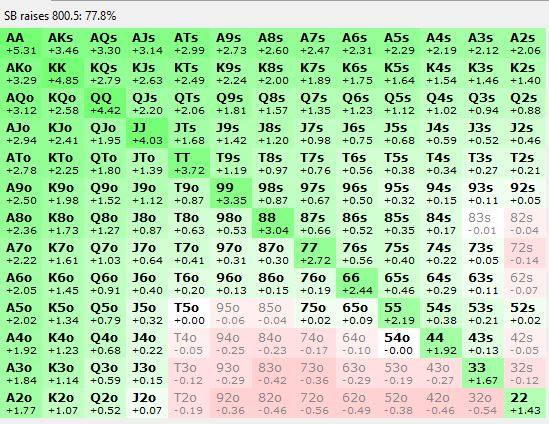 SB raises 800.5: 77.8%
AA AKs AQs AJs ATs A9s A8s A7s A6s A5s A4s A3s A2s
+5.31 +3.46 +3.30 +3.14 +2.99 +2.73 +2.60 +2.47 +2.31 +2.29 +2.19 +2.12 +2.06
AKo KK KQs KJs KTs K9s K8s K7s K6s K5s K4s K3s K2s
+3.29 +4.85 +2.79 +2.63 +2.49 +2.24 +2.00 +1.89 +1.75 +1.64 +1.54 +1.46 +1.40
AQo KQo QQ QJs QTs Q9s Q8s Q7s Q6s Q5s Q4s Q3s Q2s
+3.12 +2.58 +4.42 +2.20 +2.06 +1.81 +1.57 +1.35 +1.23 +1.12 +1.02 +0.94 +0.88
AJo KJo QJo JJ JTs J9s J8s J7s J6s J5s J4s J3s J2s
+2.94 +2.41 +1.95 +4.03 +1.68 +1.42 +1.20 +0.98 +0.75 +0.68 +0.59 +0.52 +0.46
ATo KTo QTo JTo TT T9s T8s T7s T6s T5s T4s T3s T2s
+2.78 +2.25 +1.80 +1.39 +3.72 +1.19 +0.97 +0.76 +0.56 +0.38 +0.34 +0.27 +0.21
A9o K9o Q9o J9o T9o 99 98s 97s 96s 95s 94s 93s 92s
+2.50 +1.98 +1.52 +1.12 +0.87 +3.35 +0.87 +0.67 +0.50 +0.32 +0.15 +0.11 +0.05
A8o K8o Q8o J8o T8o 98o 88 87s 86s 85s 84s 83s 82s
+2.36 +1.73 +1.27 +0.87 +0.63 +0.53 +3.04 +0.66 +0.52 +0.35 +0.17 -0.01 -0.04
A7o K7o Q7o J7o T7o 97o 87o 77 76s 75s 74s 73s 72s
+2.22 +1.61 +1.03 +0.64 +0.41 +0.31 +0.30 +2.72 +0.56 +0.40 +0.22 +0.05 -0.14
A6o K6o Q6o J6o T6o 96o 86o 76o 66 65s 64s 63s 62s
+2.05 +1.45 +0.91 +0.40 +0.20 +0.13 +0.15 +0.19 +2.44 +0.46 +0.29 +0.11 -0.07
A5o K5o Q5o J5o T5o 95o 85o 75o 65o 55 54s 53s 52s
+2.02 +1.34 +0.79 +0.32 +0.00 -0.06 -0.04 +0.02 +0.09 +2.19 +0.38 +0.21 +0.02
A4o K4o Q4o J4o T4o 94o 84o 74o 64o 54o 44 43s 42s
+1.92 +1.23 +0.68 +0.22 -0.05 -0.25 -0.23 -0.17 -0.10 -0.00 +1.92 +0.13 -0.05
A3o K3o Q3o J3o T3o 93o 83o 73o 63o 53o 43o 33 32s
+1.84 +1.14 +0.59 +0.15 -0.12 -0.29 -0.42 -0.36 -0.29 -0.19 -0.27 +1.67 -0.12
A2o K2o Q2o J2o T2o 92o 82o 72o 62o 52o 42o 32o 22
+1.77 +1.07 +0.52 +0.07 -0.19 -0.36 -0.46 -0.56 -0.49 -0.38 -0.46 -0.54 +1.43